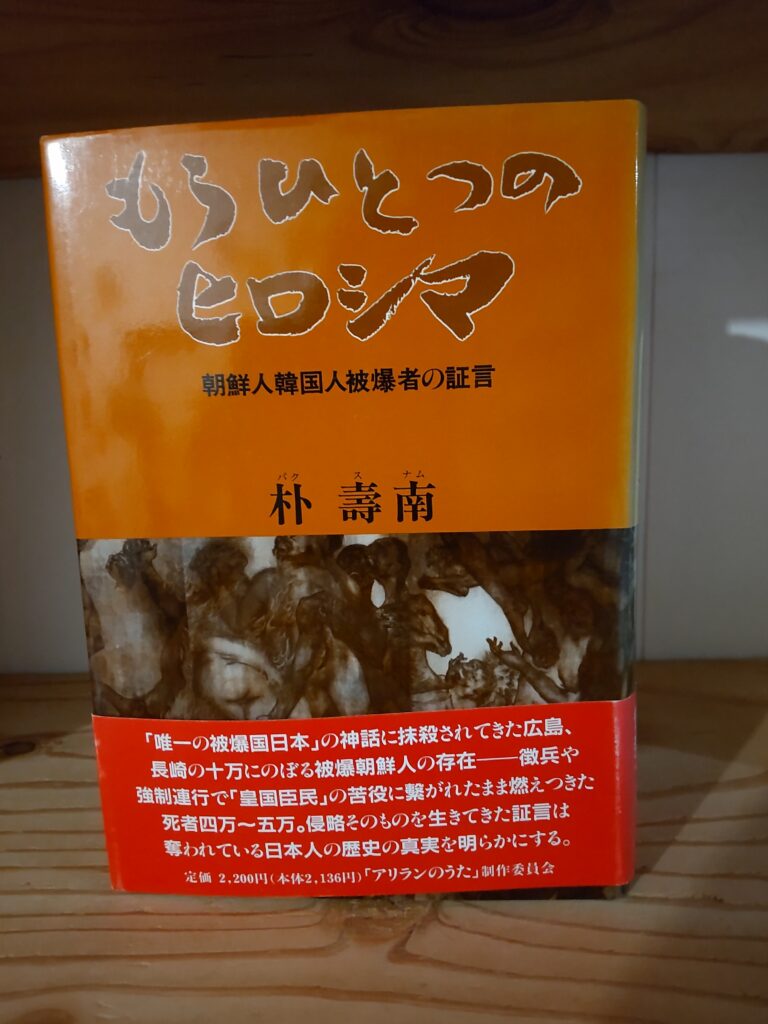 もうひとつの
ヒロシマ
朝鮮人韓国人被爆者の証言
パク ス ナム
朴 壽南
「唯一の被爆国日本」の神話に抹殺されてきた広島、
長崎の十万にのぼる被爆朝鮮人の存在――徴兵や
強制連行で「皇国臣民」の苦役に繫がれたまま燃えつきた
死者四万〜五万。侵略そのものを生きてきた証言は
奪われている日本人の歴史の真実を明らかにする。
定価 2,200円(本体2,136円)「アリランのうた」制作委員会